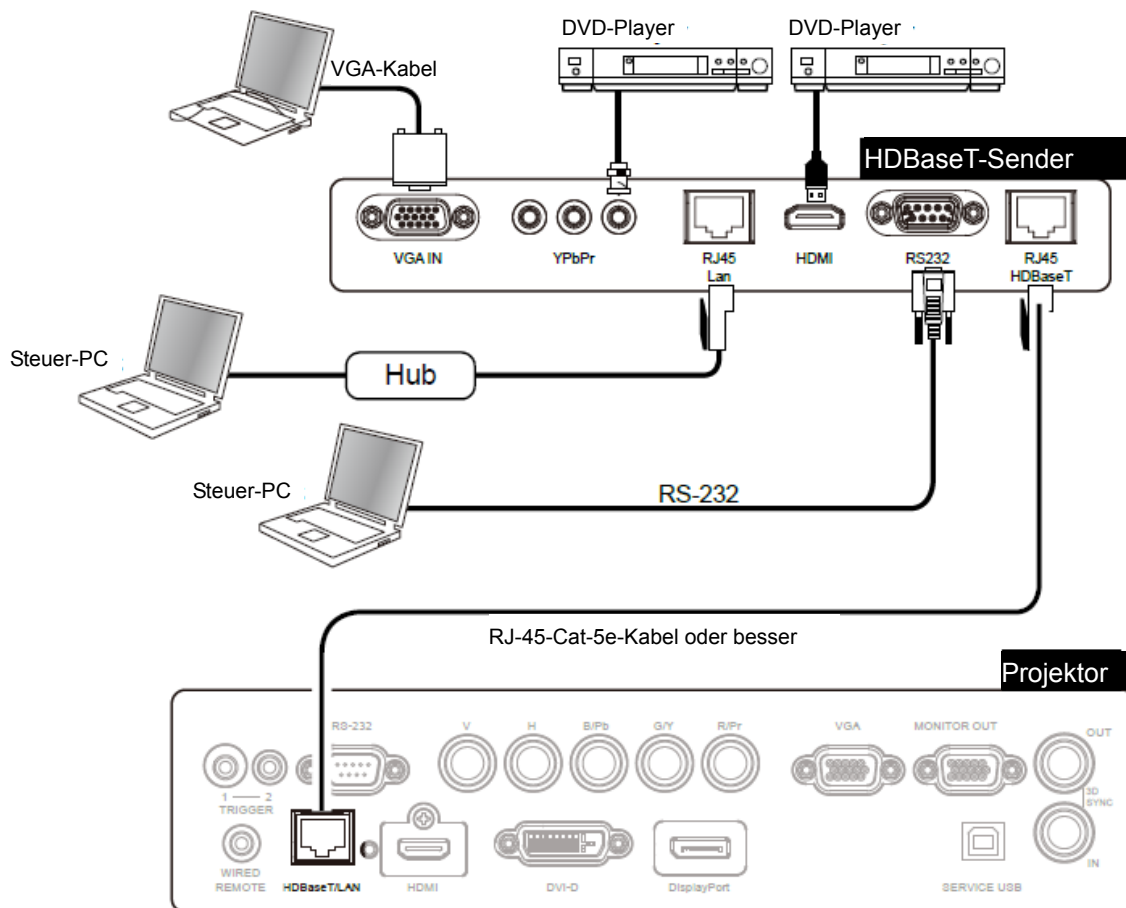 DVD-Player
DVD-Player
VGA-Kabel
HDBaseT-Sender
VGA IN
YPbPr
RJ45
Lan
HDMI
RS232
RJ45
HDBaseT
Steuer-PC
Hub
Steuer-PC
RS-232
RJ-45-Cat-5e-Kabel oder besser
Projektor
RS-232
V
H
B/Pb
G/Y
R/Pr
VGA
MONITOR OUT
OUT
1
2
TRIGGER
3D
SYNC
WIRED
REMOTE
HDBaseT/LAN
HDMI
DVI-D
DisplayPort
SERVICE USB
IN